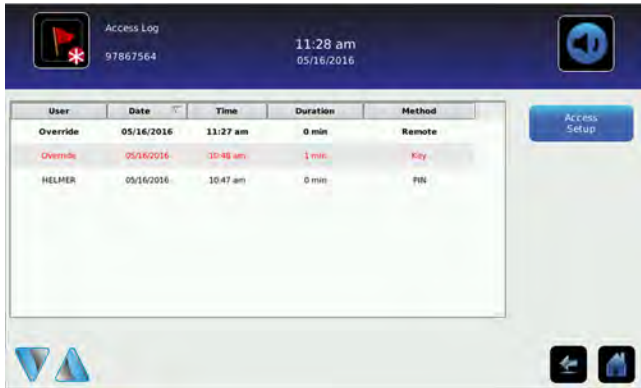 Access Log
97867564
11:28 am
05/16/2016
User Date Time Duration Method
Override 05/16/2016 11:27 am 0 min Remote
Override 05/16/2016 10:48 am 1 min Key
HELMER 05/16/2016 10:47 am 0 min PIN
Access
Setup